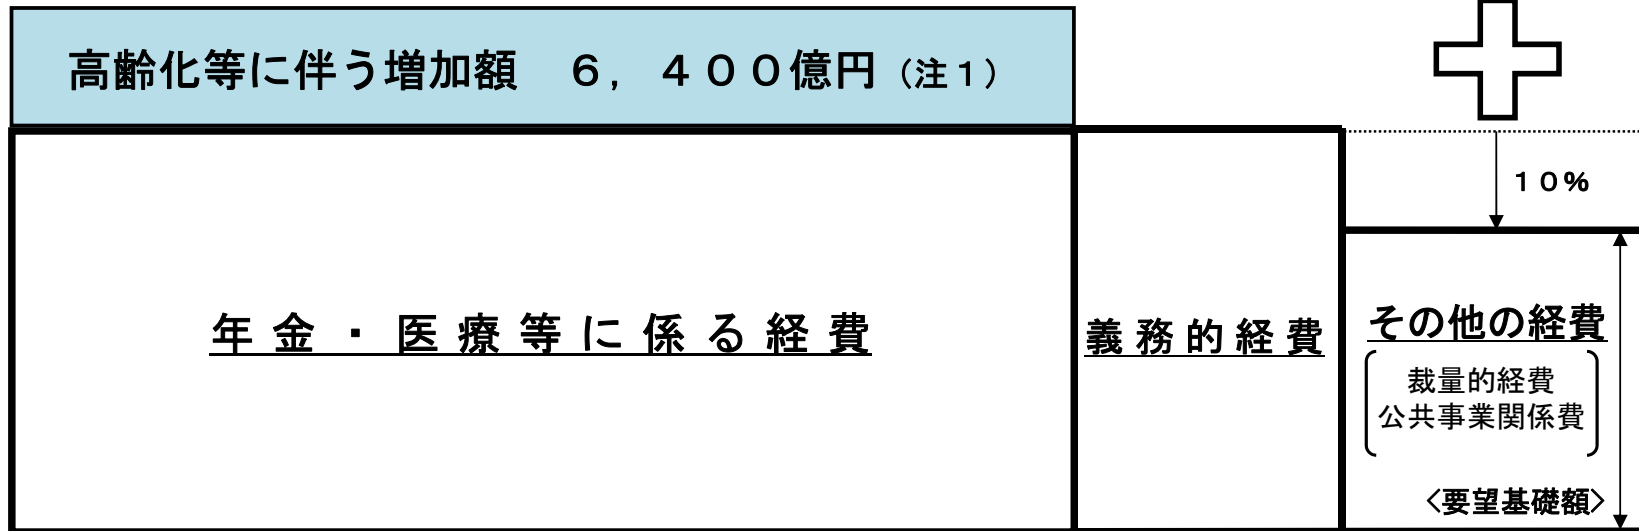 高齢化等に伴う増加額　６，４００億円（注１）
１０％
年金・医療等に係る経費
義務的経費
その他の経費
裁量的経費
公共事業関係費
<要望基礎額>